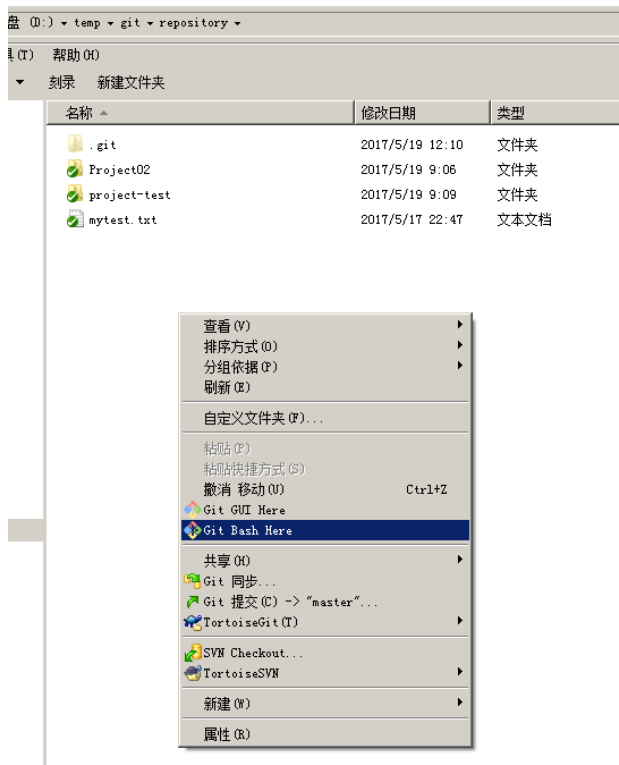 盘 (D:) ▾ temp ▾ git ▾ repository ▾
具(T) 帮助(H)
刻录 新建文件夹
名称 修改日期 类型
.git 2017/5/19 12:10 文件夹
Project02 2017/5/19 9:06 文件夹
project-test 2017/5/19 9:09 文件夹
mytest.txt 2017/5/17 22:47 文本文档
查看(V)
排序方式(O)
分组依据(P)
刷新(E)
自定义文件夹(F)...
粘贴(P)
粘贴快捷方式(S)
撤消 移动(U) Ctrl+Z
Git GUI Here
Git Bash Here
共享(H)
Git 同步...
Git 提交(C) -> "master"...
TortoiseGit(T)
SVN Checkout...
TortoiseSVN
新建(W)
属性(R)